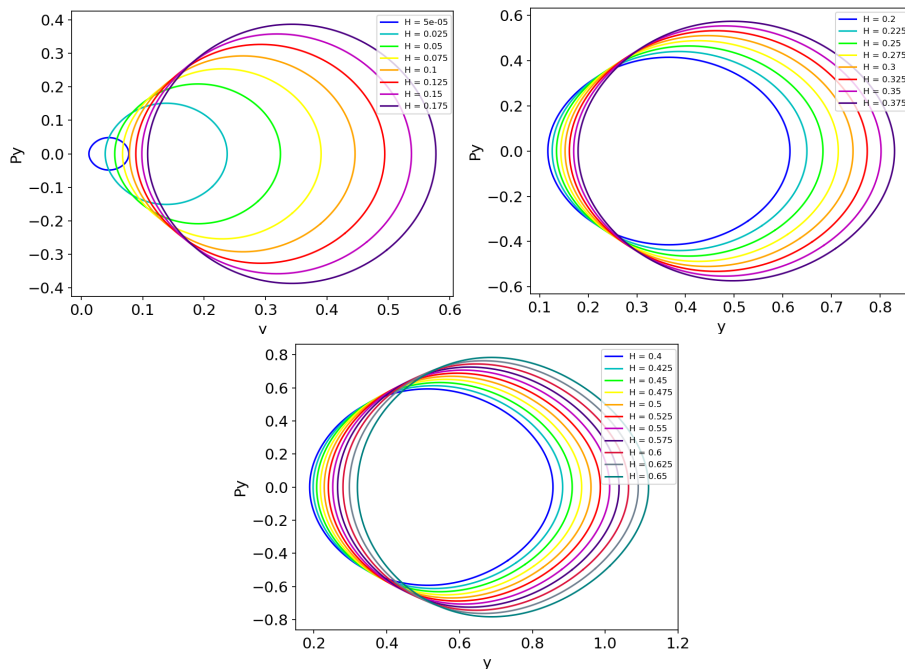 H = 5e-05
H = 0.025
H = 0.05
H = 0.075
H = 0.1
H = 0.125
H = 0.15
H = 0.175
0.4
0.3
0.2
0.1
0.0
−0.1
−0.2
−0.3
−0.4
Py
0.0 0.1 0.2 0.3 0.4 0.5 0.6
y
H = 0.2
H = 0.225
H = 0.25
H = 0.275
H = 0.3
H = 0.325
H = 0.35
H = 0.375
0.6
0.4
0.2
0.0
−0.2
−0.4
−0.6
Py
0.1 0.2 0.3 0.4 0.5 0.6 0.7 0.8
y
H = 0.4
H = 0.425
H = 0.45
H = 0.475
H = 0.5
H = 0.525
H = 0.55
H = 0.575
H = 0.6
H = 0.625
H = 0.65
0.8
0.6
0.4
0.2
0.0
−0.2
−0.4
−0.6
−0.8
Py
0.2 0.4 0.6 0.8 1.0 1.2
y